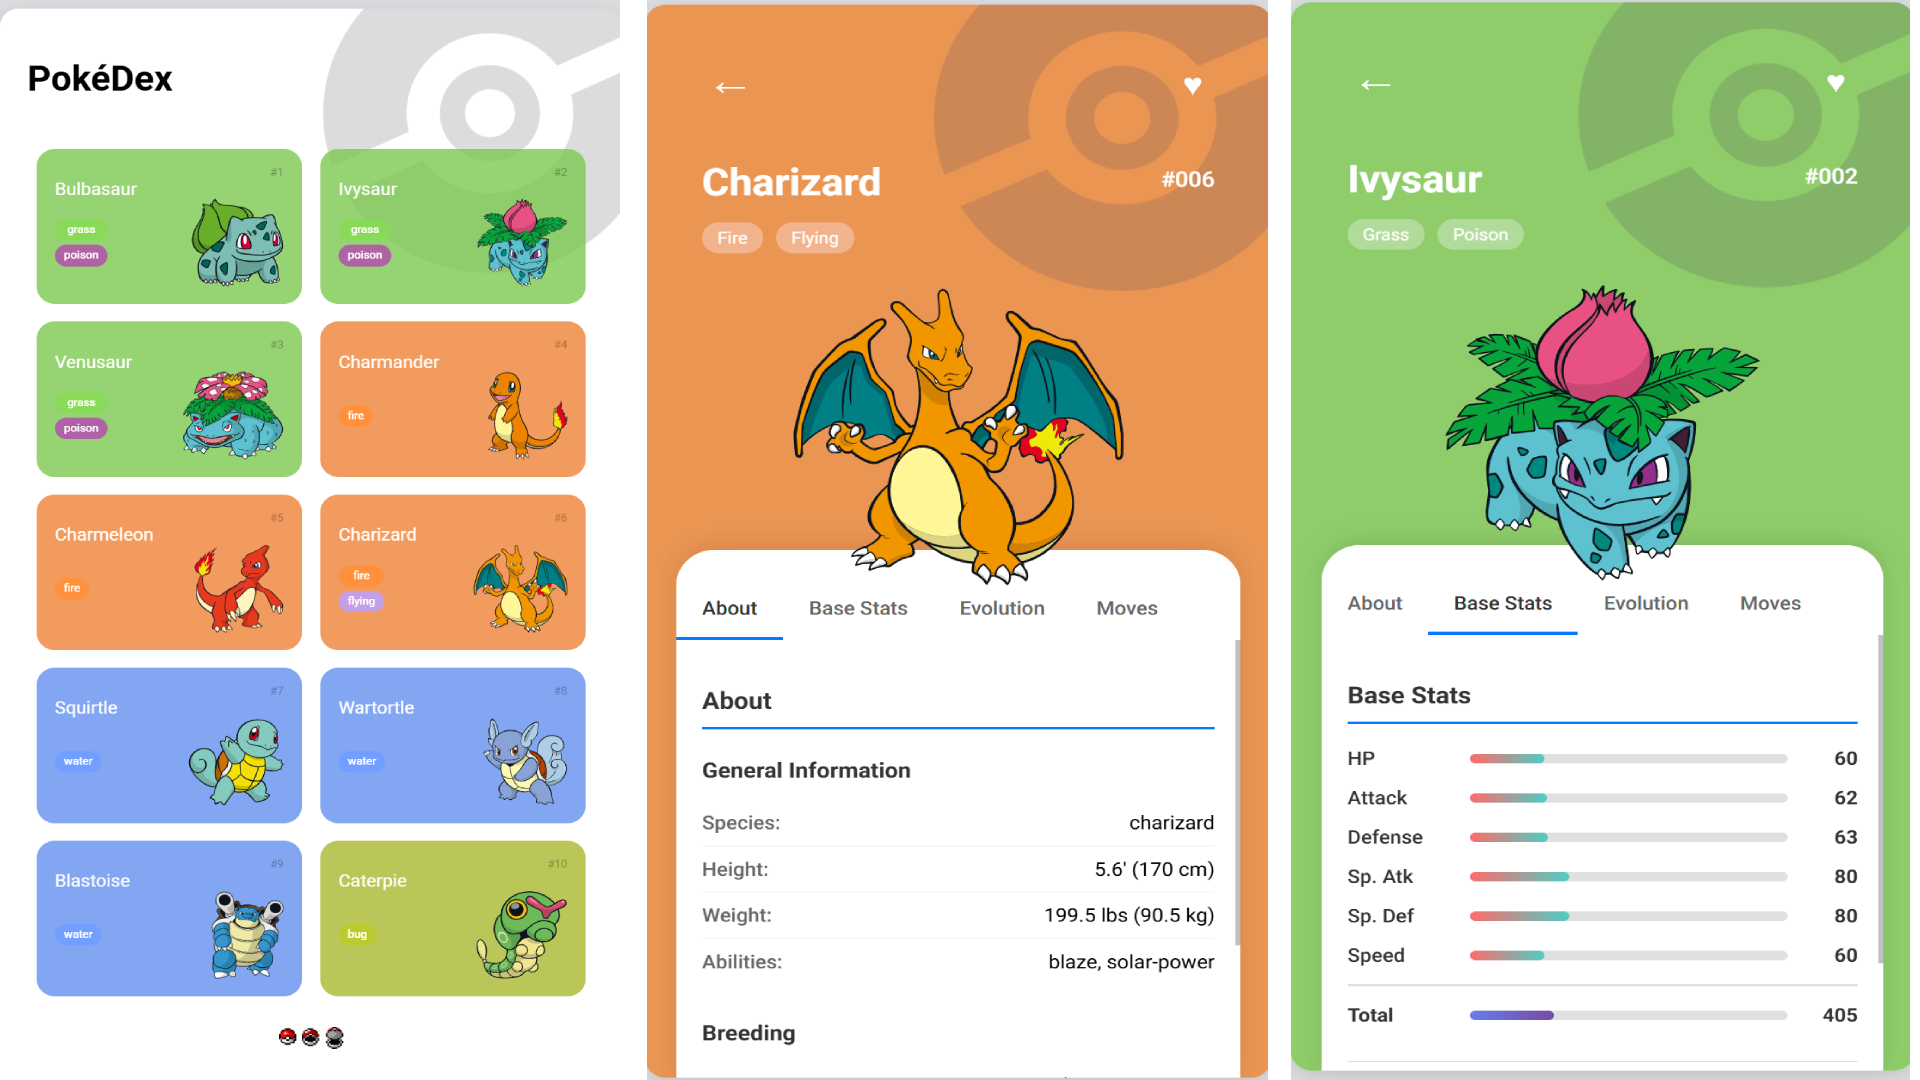 PokéDex
#1
Bulbasaur
grass
poison
#2
Ivysaur
grass
poison
#3
Venusaur
grass
poison
#4
Charmander
fire
#5
Charmeleon
fire
#6
Charizard
fire
flying
#7
Squirtle
water
#8
Wartortle
water
#9
Blastoise
water
#10
Caterpie
bug
←
♥
Charizard
#006
Fire Flying
About Base Stats Evolution Moves
About
General Information
Species: charizard
Height: 5.6' (170 cm)
Weight: 199.5 lbs (90.5 kg)
Abilities: blaze, solar-power
Breeding
←
♥
Ivysaur
#002
Grass Poison
About Base Stats Evolution Moves
Base Stats
HP 60
Attack 62
Defense 63
Sp. Atk 80
Sp. Def 80
Speed 60
Total 405